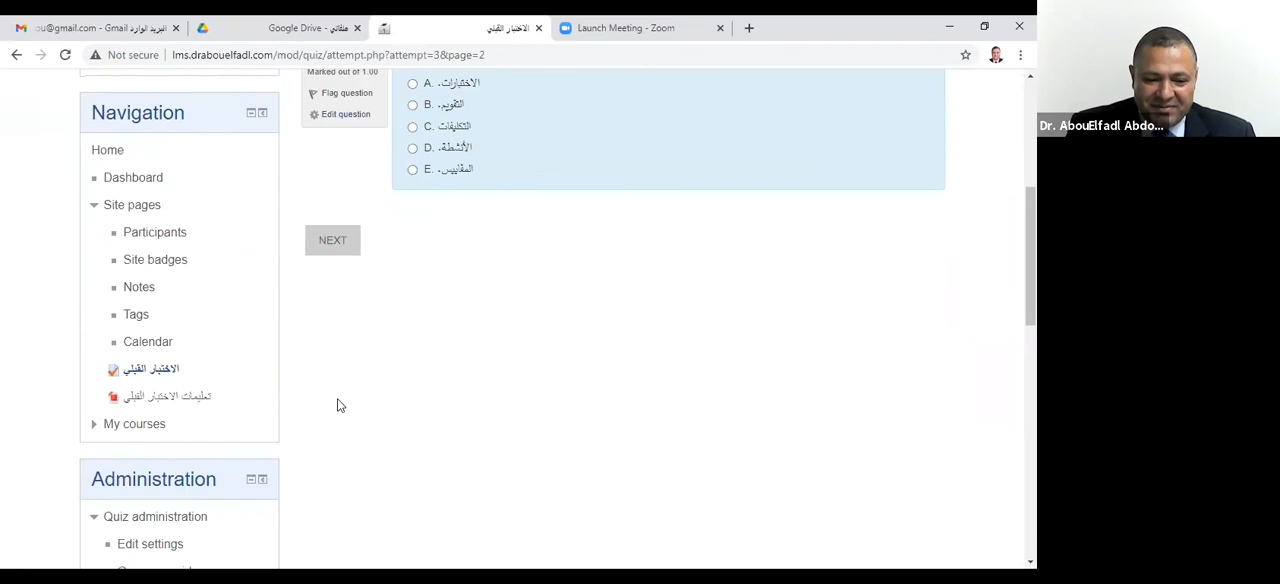 ou@gmail.com - Gmail البريد الوارد
Google Drive - ملفاتي
الاختبار القبلي
Launch Meeting - Zoom
Not secure
lms.drabouelfadl.com/mod/quiz/attempt.php?attempt=3&page=2
Dr. AbouElfadl Abdo...
Marked out of 1.00
Flag question
Edit question
A. الاختبارات.
B. التقويم.
C. التكليفات.
D. الأنشطة.
E. المقاييس.
NEXT
Navigation
Home
Dashboard
Site pages
Participants
Site badges
Notes
Tags
Calendar
الاختبار القبلي
تعليمات الاختبار القبلي
My courses
Administration
Quiz administration
Edit settings